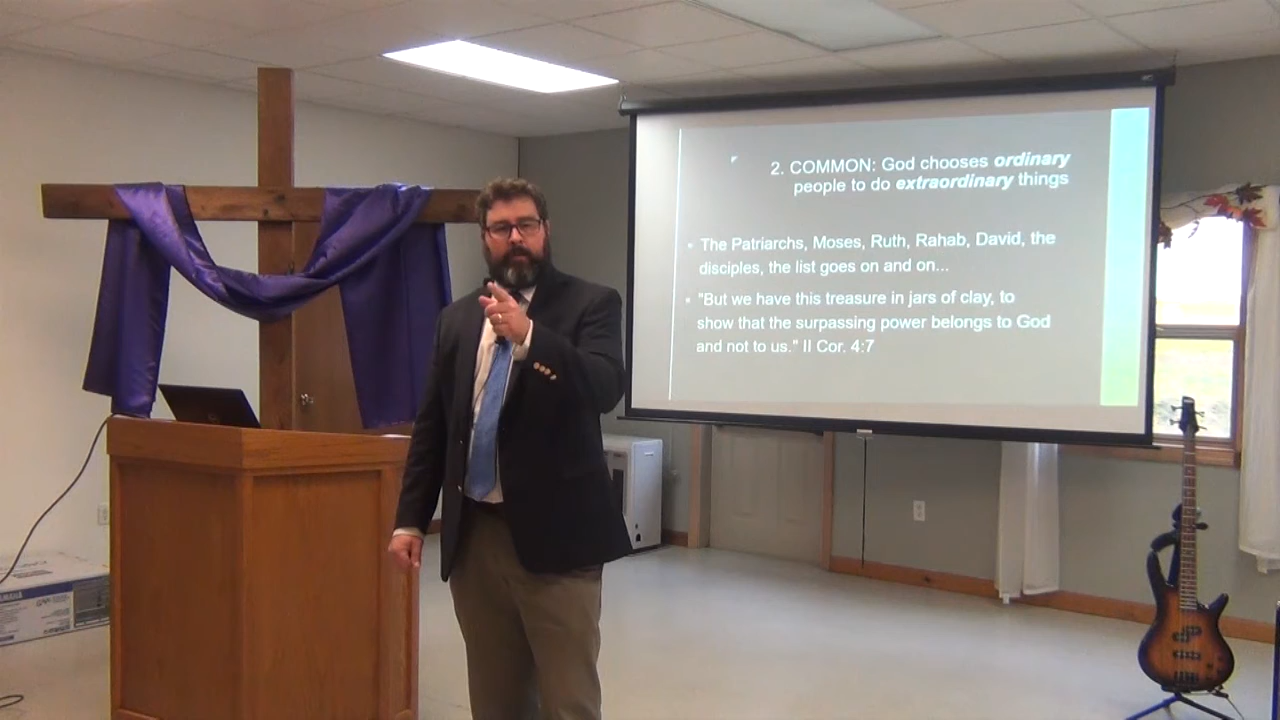 2. COMMON: God chooses ordinary
people to do extraordinary things
The Patriarchs, Moses, Ruth, Rahab, David, the
disciples, the list goes on and on...
"But we have this treasure in jars of clay, to
show that the surpassing power belongs to God
and not to us." II Cor. 4:7
YAMAHA